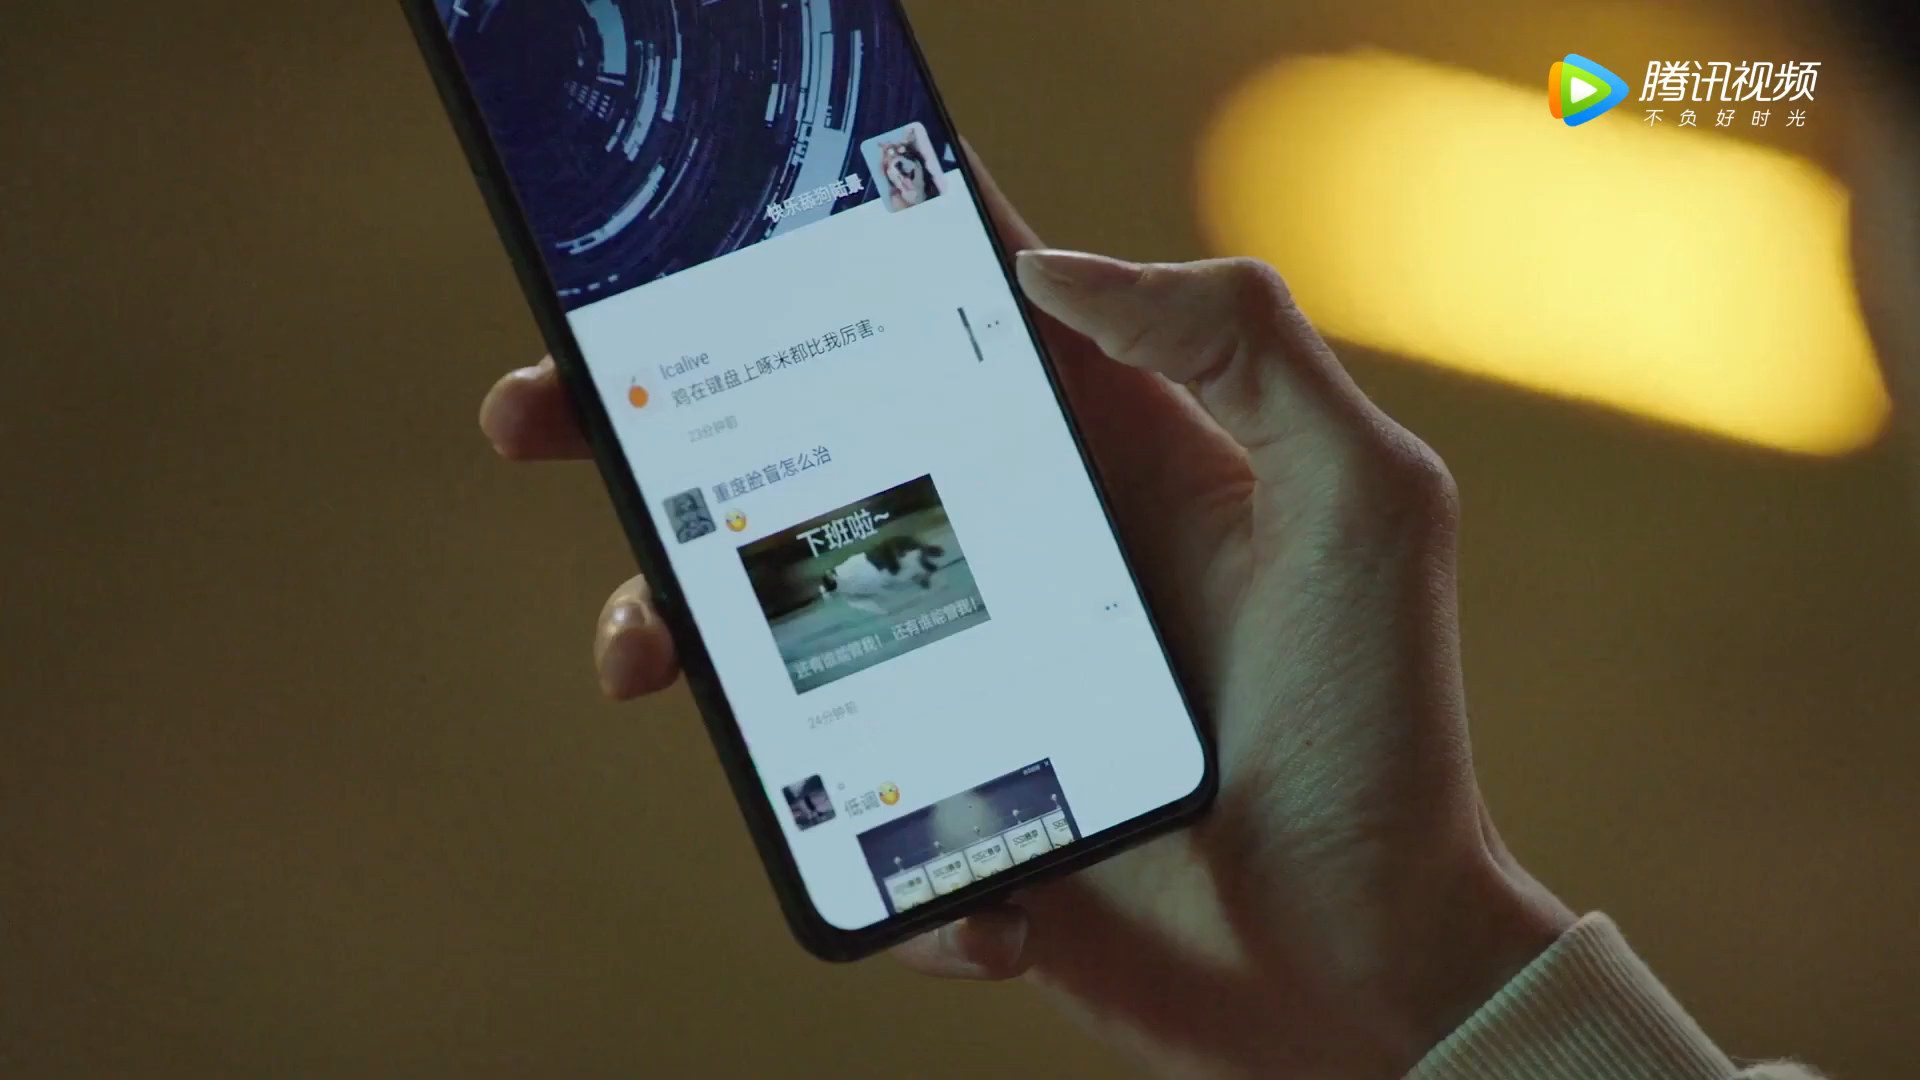 腾讯视频
不负好时光
快乐舔狗陆景
Icalive
鸡在键盘上啄米都比我厉害。
23分钟前
重度脸盲怎么治
下班啦~
还有谁能管我！ 还有谁能管我！
24分钟前
低调